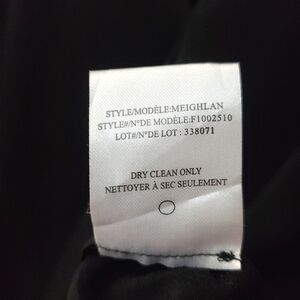 STYLE/MODÈLE:MEIGHLAN
STYLE#/N°DE MODÈLE:F1002510
LOT#/N°DE LOT : 338071
DRY CLEAN ONLY
NETTOYER À SEC SEULEMENT